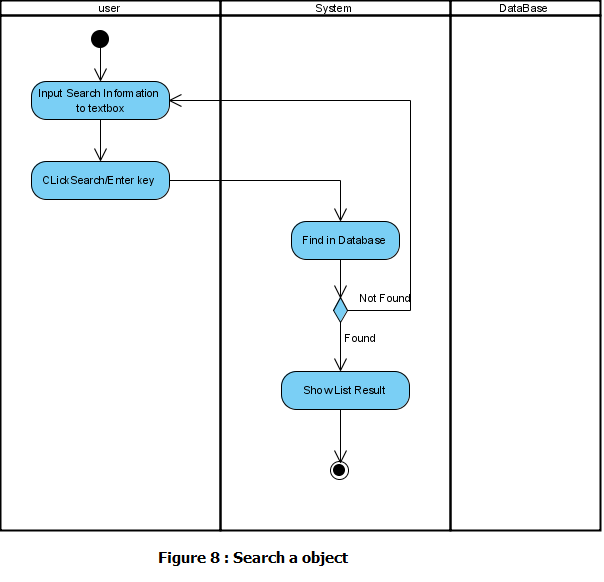 user
System
DataBase
Input Search Information
to textbox
CLickSearch/Enter key
Find in Database
Not Found
Found
ShowList Result
Figure 8 : Search a object